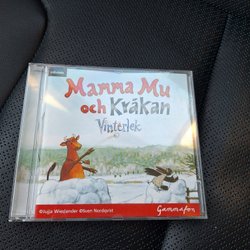 Mamma Mu
och Kråkan
Vinterlek
©Jujja Wieslander ©Sven Nordqvist
Gammafon